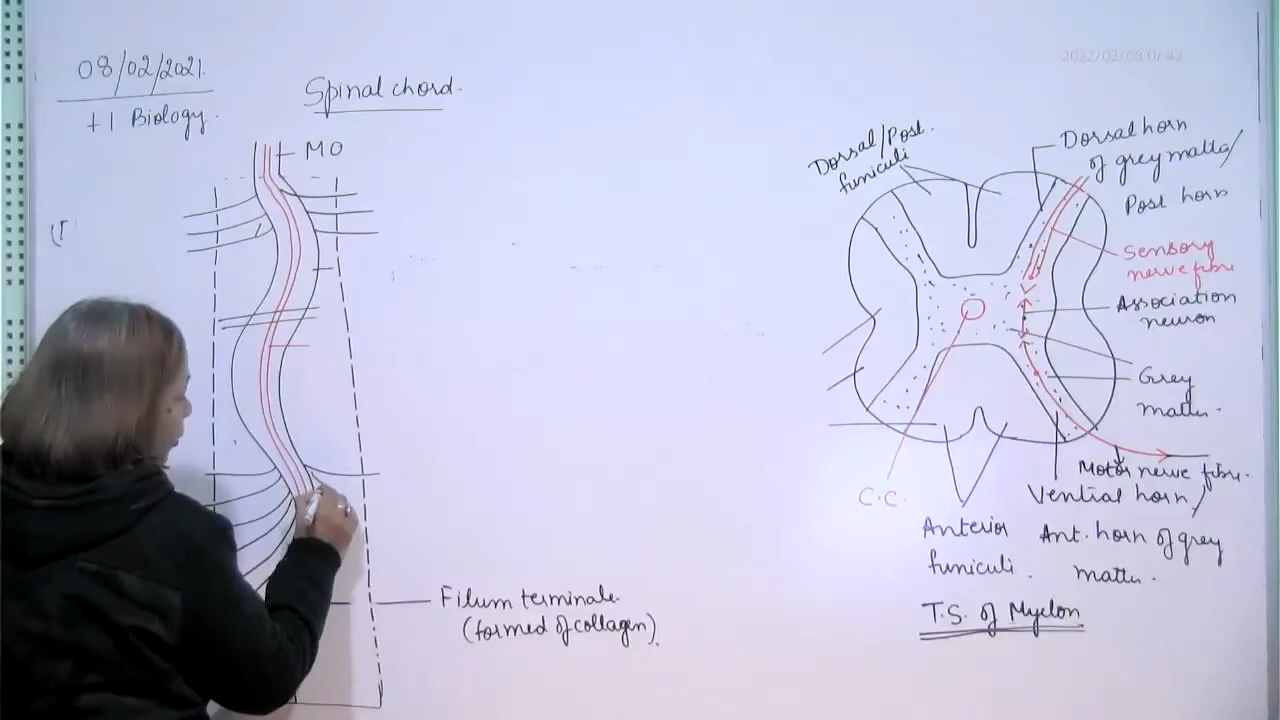 08/02/2021.
+1 Biology.
Spinal chord.
MO
Filum terminale
(formed of collagen).
Dorsal/Post.
funiculi
Dorsal horn
of grey matter/
Post horn
Sensory
nerve fibre
Association
neuron
Grey
matter.
Motor nerve fibre.
C.C.
Ventral horn/
Ant. horn of grey
matter.
Anterior
funiculi.
T.S. of Myelon